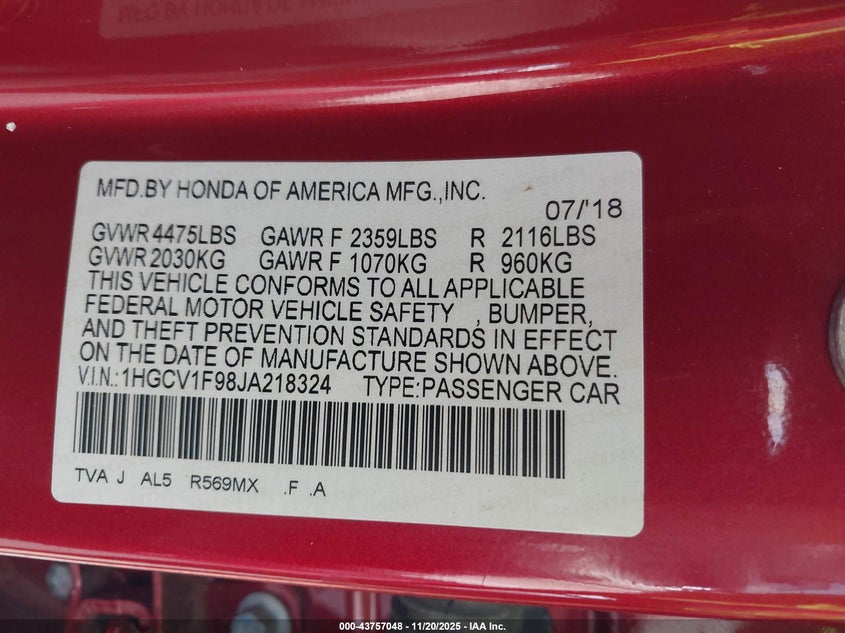 MFD.BY HONDA OF AMERICA MFG.,INC.
07/'18
GVWR 4475LBS GAWR F 2359LBS R 2116LBS
GVWR 2030KG GAWR F 1070KG R 960KG
THIS VEHICLE CONFORMS TO ALL APPLICABLE
FEDERAL MOTOR VEHICLE SAFETY , BUMPER,
AND THEFT PREVENTION STANDARDS IN EFFECT
ON THE DATE OF MANUFACTURE SHOWN ABOVE.
V.I.N.:1HGCV1F98JA218324 TYPE:PASSENGER CAR
TVA J AL5 R569MX .F .A
000-43757048 — 11/20/2025 — IAA Inc.